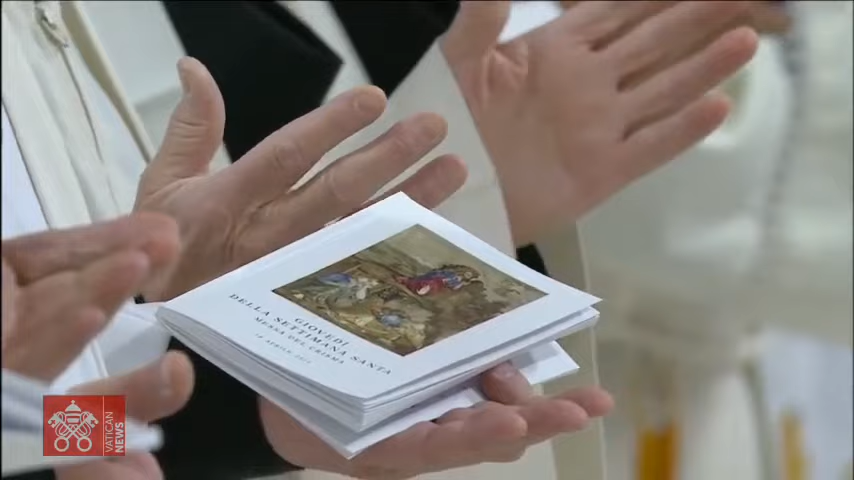 GIOVEDÌ
DELLA SETTIMANA SANTA
MESSA DEL CRISMA
VATICAN
NEWS